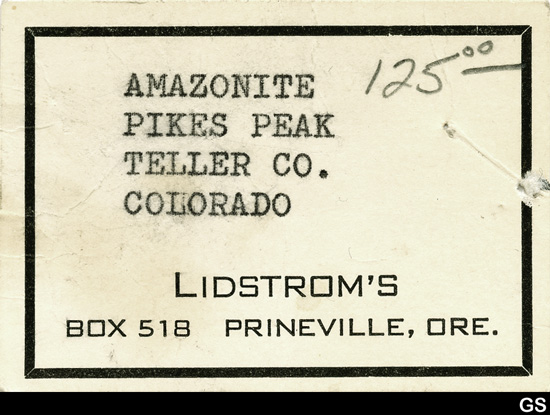 AMAZONITE
125.00
PIKES PEAK
TELLER CO.
COLORADO
LIDSTROM'S
BOX 518 PRINEVILLE, ORE.
GS